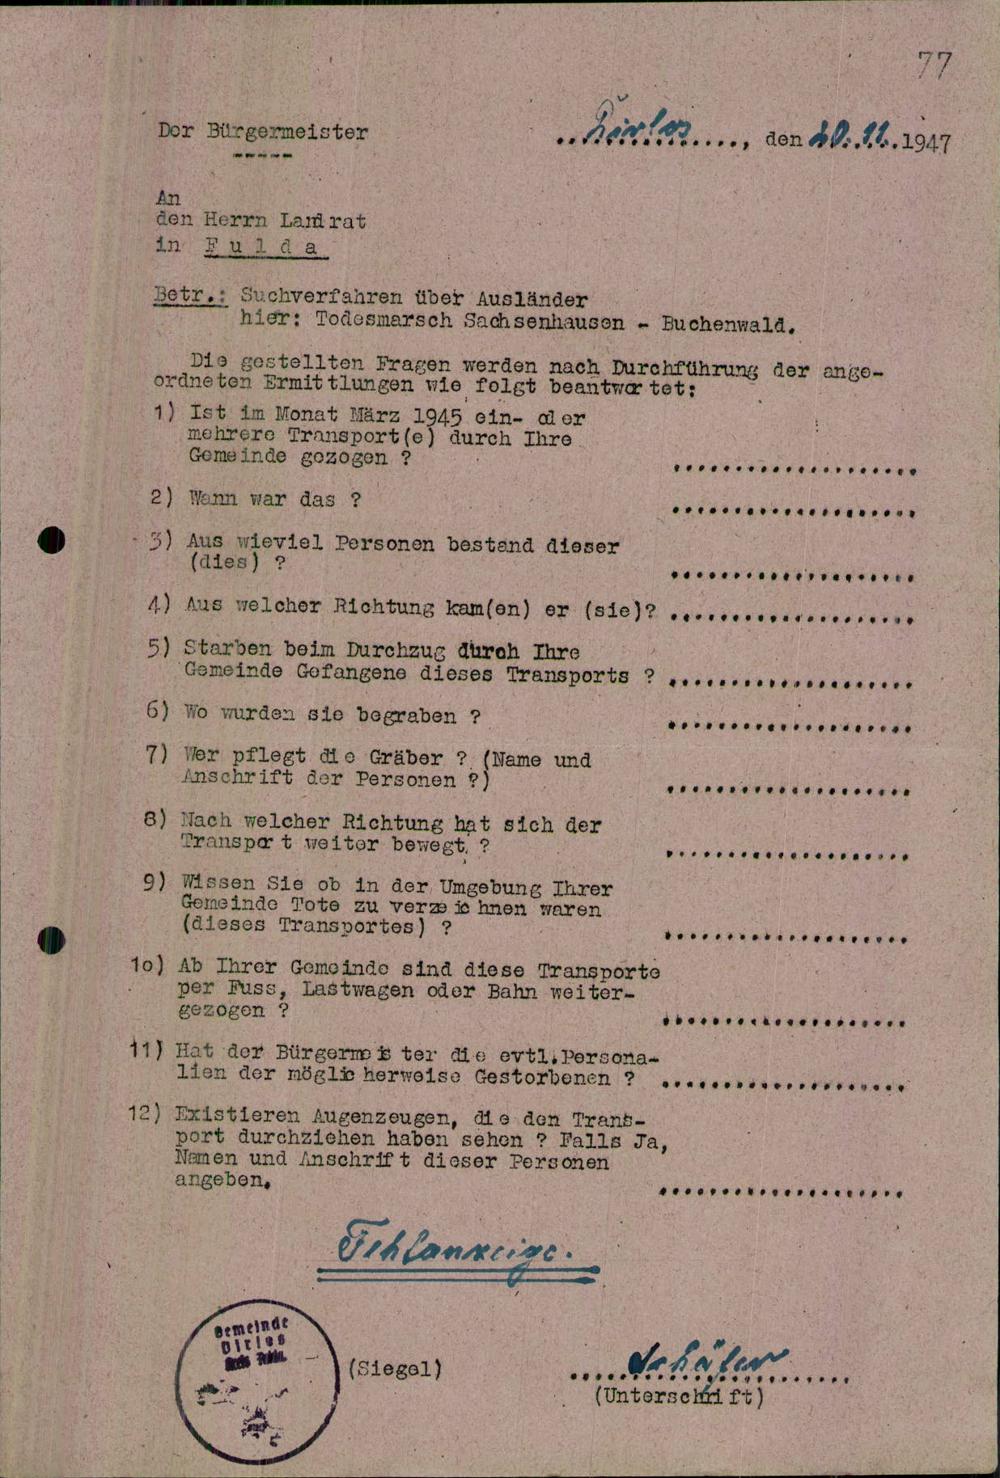 77
Der Bürgermeister
Dirlos, den 20.11.1947
An
den Herrn Landrat
in Fulda
Betr.: Suchverfahren über Ausländer
hier: Todesmarsch Sachsenhausen - Buchenwald.
Die gestellten Fragen werden nach Durchführung der ange-
ordneten Ermittlungen wie folgt beantwortet:
1) Ist im Monat März 1945 ein- oder
mehrere Transport(e) durch Ihre
Gemeinde gezogen ? ....................
2) Wann war das ? ....................
3) Aus wieviel Personen bestand dieser
(dies) ? ....................
4) Aus welcher Richtung kam(en) er (sie)? ....................
5) Starben beim Durchzug durch Ihre
Gemeinde Gefangene dieses Transports ? ....................
6) Wo wurden sie begraben ? ....................
7) Wer pflegt die Gräber ? (Name und
Anschrift der Personen ?) ....................
8) Nach welcher Richtung hat sich der
Transport weiter bewegt ? ....................
9) Wissen Sie ob in der Umgebung Ihrer
Gemeinde Tote zu verzeichnen waren
(dieses Transportes) ? ....................
1o) Ab Ihrer Gemeinde sind diese Transporte
per Fuss, Lastwagen oder Bahn weiter-
gezogen ? ....................
11) Hat der Bürgermeister die evtl.Persona-
lien der möglicherweise Gestorbenen ? ....................
12) Existieren Augenzeugen, die den Trans-
port durchziehen haben sehen ? Falls Ja,
Namen und Anschrift dieser Personen
angeben. ....................
Fehlanzeige.
Gemeinde
Dirlos
(Siegel)
Schäfer
(Unterschrift)